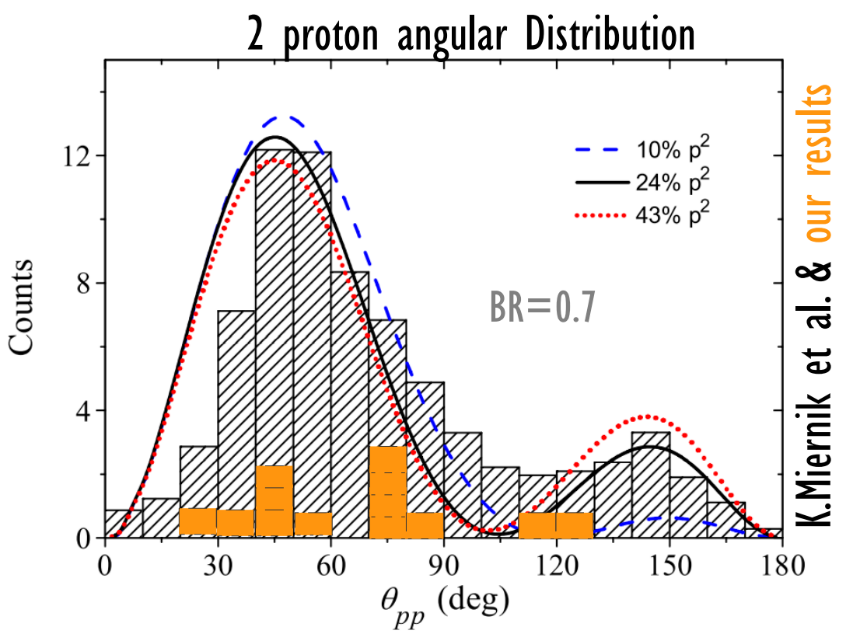 2 proton angular Distribution
12
8
4
0
Counts
10% p²
24% p²
43% p²
BR=0.7
0 30 60 90 120 150 180
θpp (deg)
K.Miernik et al. & our results